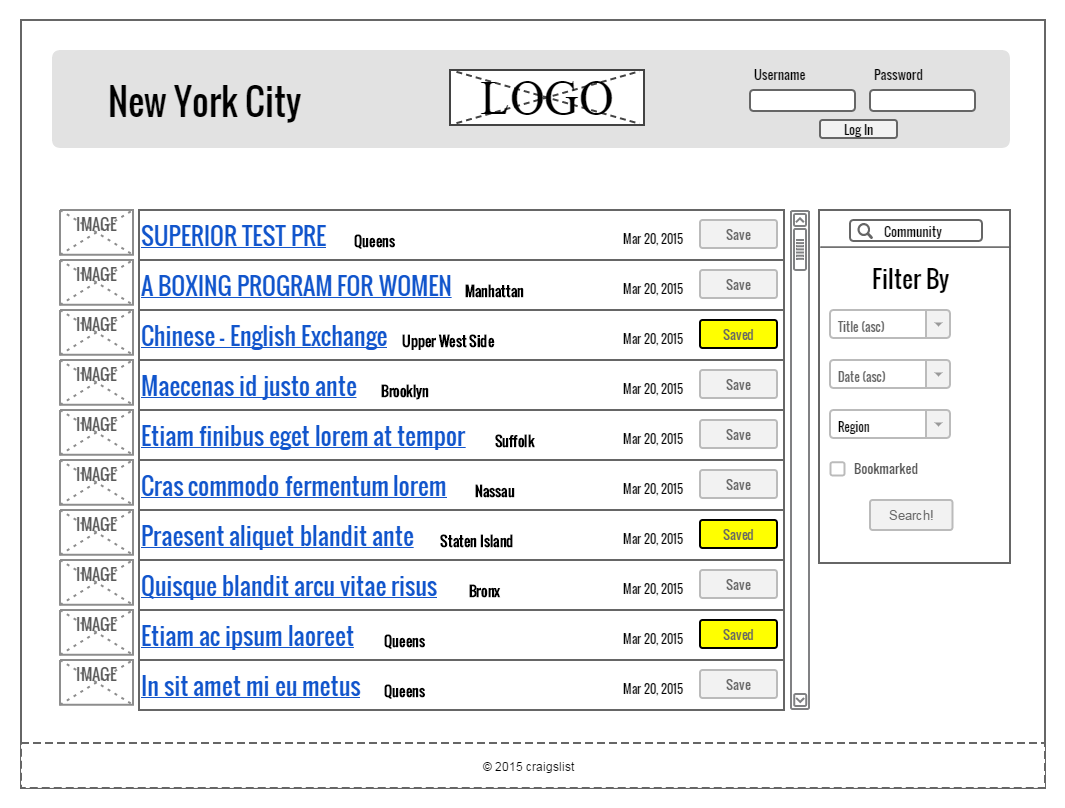 New York City
LOGO
Username Password
Log In
IMAGE SUPERIOR TEST PRE Queens Mar 20, 2015 Save
IMAGE A BOXING PROGRAM FOR WOMEN Manhattan Mar 20, 2015 Save
IMAGE Chinese - English Exchange Upper West Side Mar 20, 2015 Saved
IMAGE Maecenas id justo ante Brooklyn Mar 20, 2015 Save
IMAGE Etiam finibus eget lorem at tempor Suffolk Mar 20, 2015 Save
IMAGE Cras commodo fermentum lorem Nassau Mar 20, 2015 Save
IMAGE Praesent aliquet blandit ante Staten Island Mar 20, 2015 Saved
IMAGE Quisque blandit arcu vitae risus Bronx Mar 20, 2015 Save
IMAGE Etiam ac ipsum laoreet Queens Mar 20, 2015 Saved
IMAGE In sit amet mi eu metus Queens Mar 20, 2015 Save
Community
Filter By
Title (asc)
Date (asc)
Region
Bookmarked
Search!
© 2015 craigslist